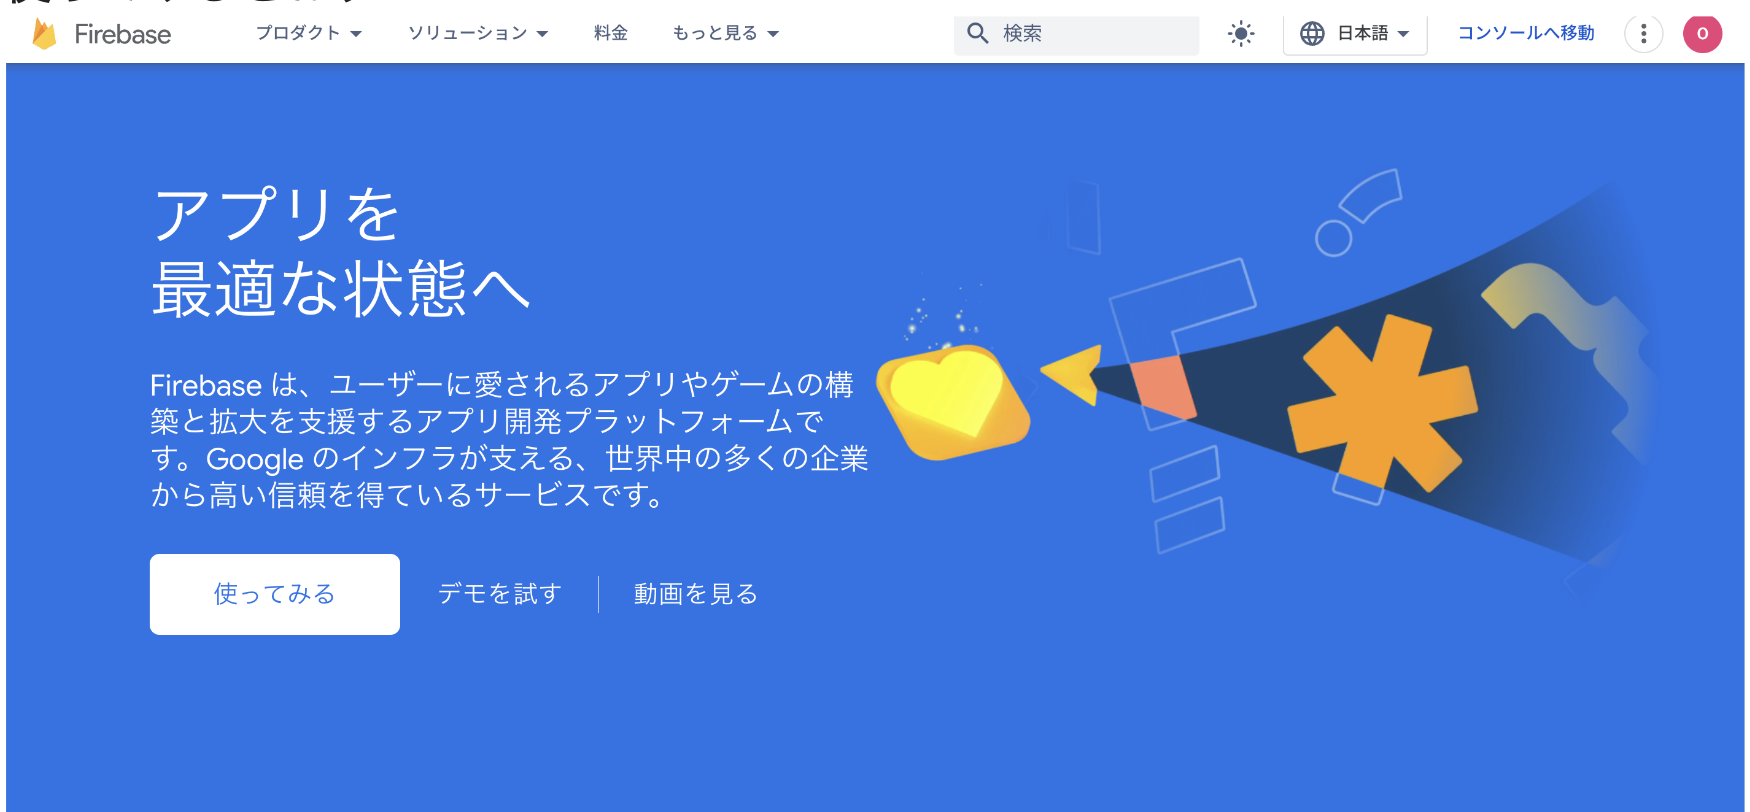 Firebase
プロダクト
ソリューション
料金
もっと見る
検索
日本語
コンソールへ移動
O
アプリを
最適な状態へ
Firebase は、ユーザーに愛されるアプリやゲームの構
築と拡大を支援するアプリ開発プラットフォームで
す。Google のインフラが支える、世界中の多くの企業
から高い信頼を得ているサービスです。
使ってみる
デモを試す
動画を見る